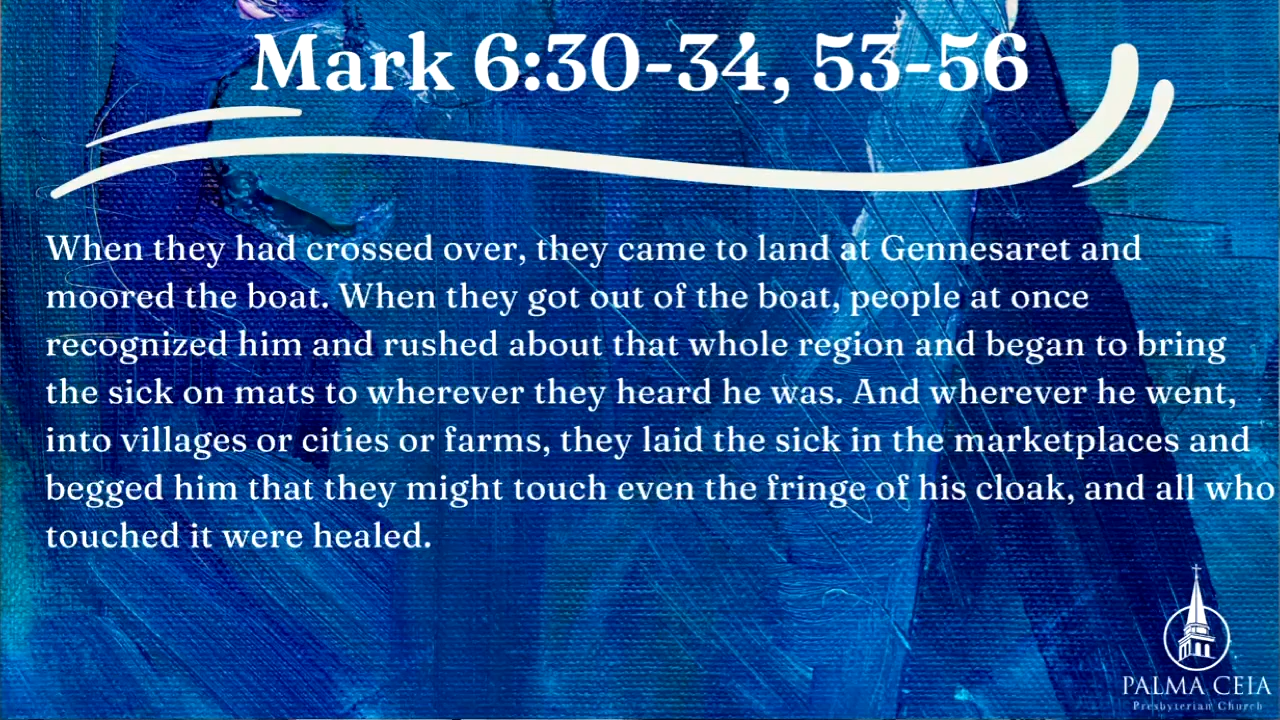 Mark 6:30-34, 53-56
When they had crossed over, they came to land at Gennesaret and
moored the boat. When they got out of the boat, people at once
recognized him and rushed about that whole region and began to bring
the sick on mats to wherever they heard he was. And wherever he went,
into villages or cities or farms, they laid the sick in the marketplaces and
begged him that they might touch even the fringe of his cloak, and all who
touched it were healed.
PALMA CEIA
Presbyterian Church